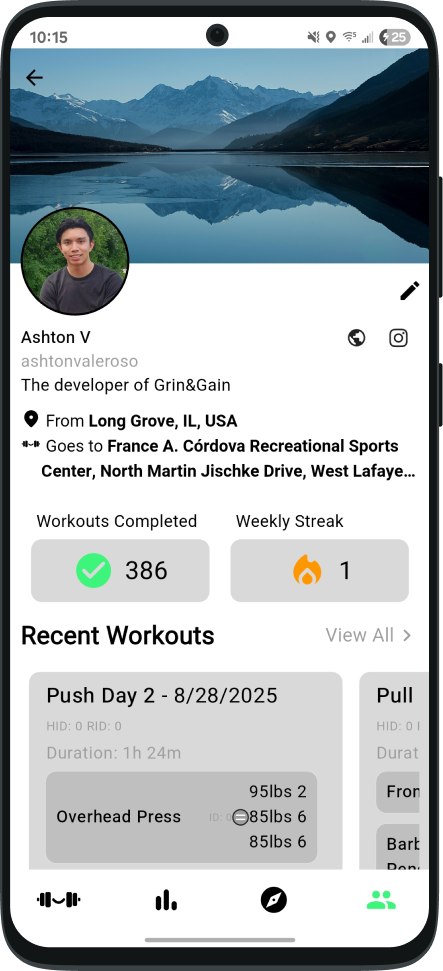 10:15
25
Ashton V
ashtonvaleroso
The developer of Grin&Gain
From Long Grove, IL, USA
Goes to France A. Córdova Recreational Sports
Center, North Martin Jischke Drive, West Lafaye...
Workouts Completed
Weekly Streak
386
1
Recent Workouts
View All
Push Day 2 - 8/28/2025
HID: 0 RID: 0
Duration: 1h 24m
Overhead Press
ID: 0
95lbs 2
85lbs 6
85lbs 6
Pull
HID: 0
Durat
Fron
Barb